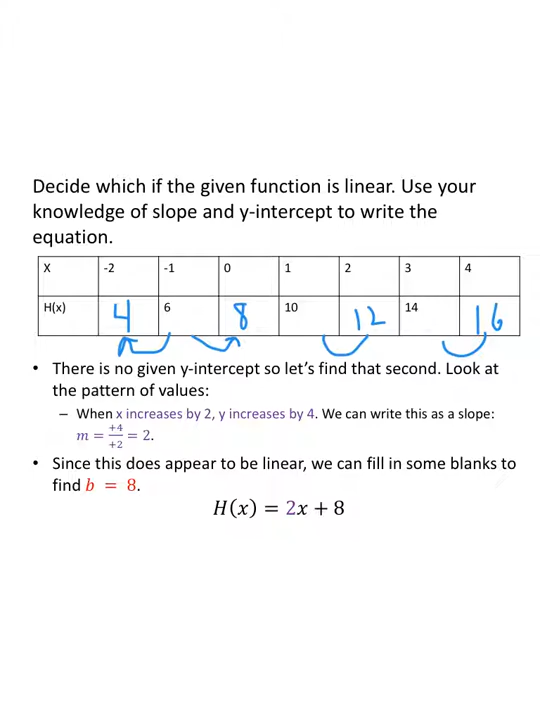 Decide which if the given function is linear. Use your
knowledge of slope and y-intercept to write the
equation.
X -2 -1 0 1 2 3 4
H(x) 4 6 8 10 12 14 16
• There is no given y-intercept so let's find that second. Look at
the pattern of values:
– When x increases by 2, y increases by 4. We can write this as a slope:
m = +4/+2 = 2.
• Since this does appear to be linear, we can fill in some blanks to
find b = 8.
H(x) = 2x + 8